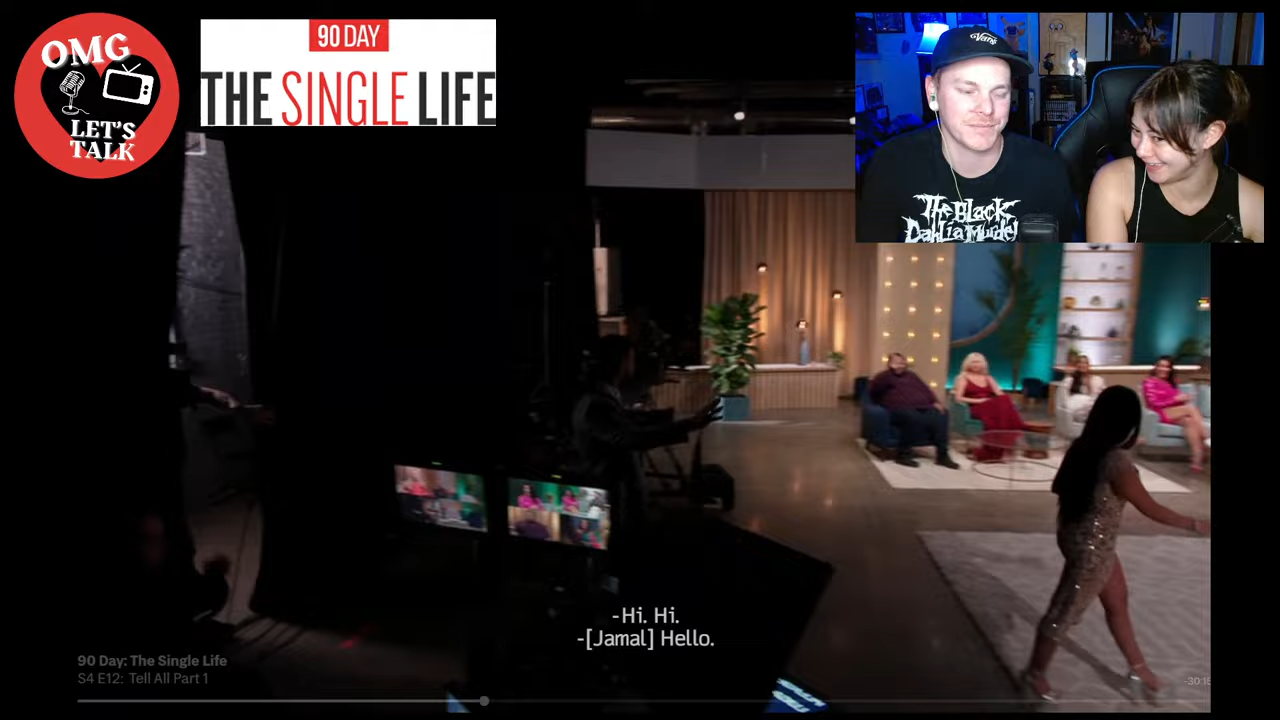 OMG
LET'S
TALK
90 DAY
THE SINGLE LIFE
Vans
The Black
Dahlia Murder
-Hi. Hi.
-[Jamal] Hello.
90 Day: The Single Life
S4 E12: Tell All Part 1